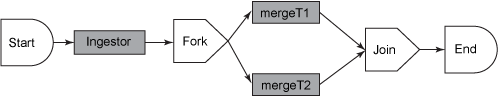 Start
Ingestor
Fork
mergeT1
mergeT2
Join
End